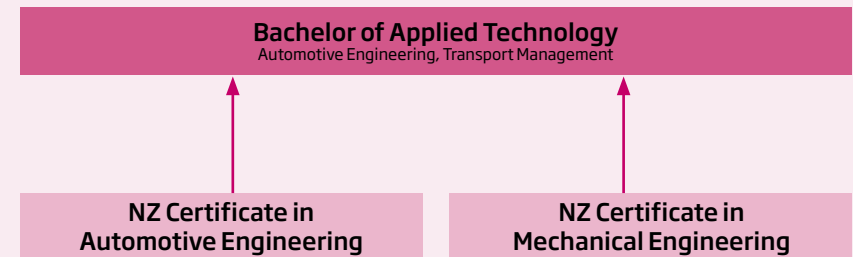 Bachelor of Applied Technology
Automotive Engineering, Transport Management
NZ Certificate in
Automotive Engineering
NZ Certificate in
Mechanical Engineering